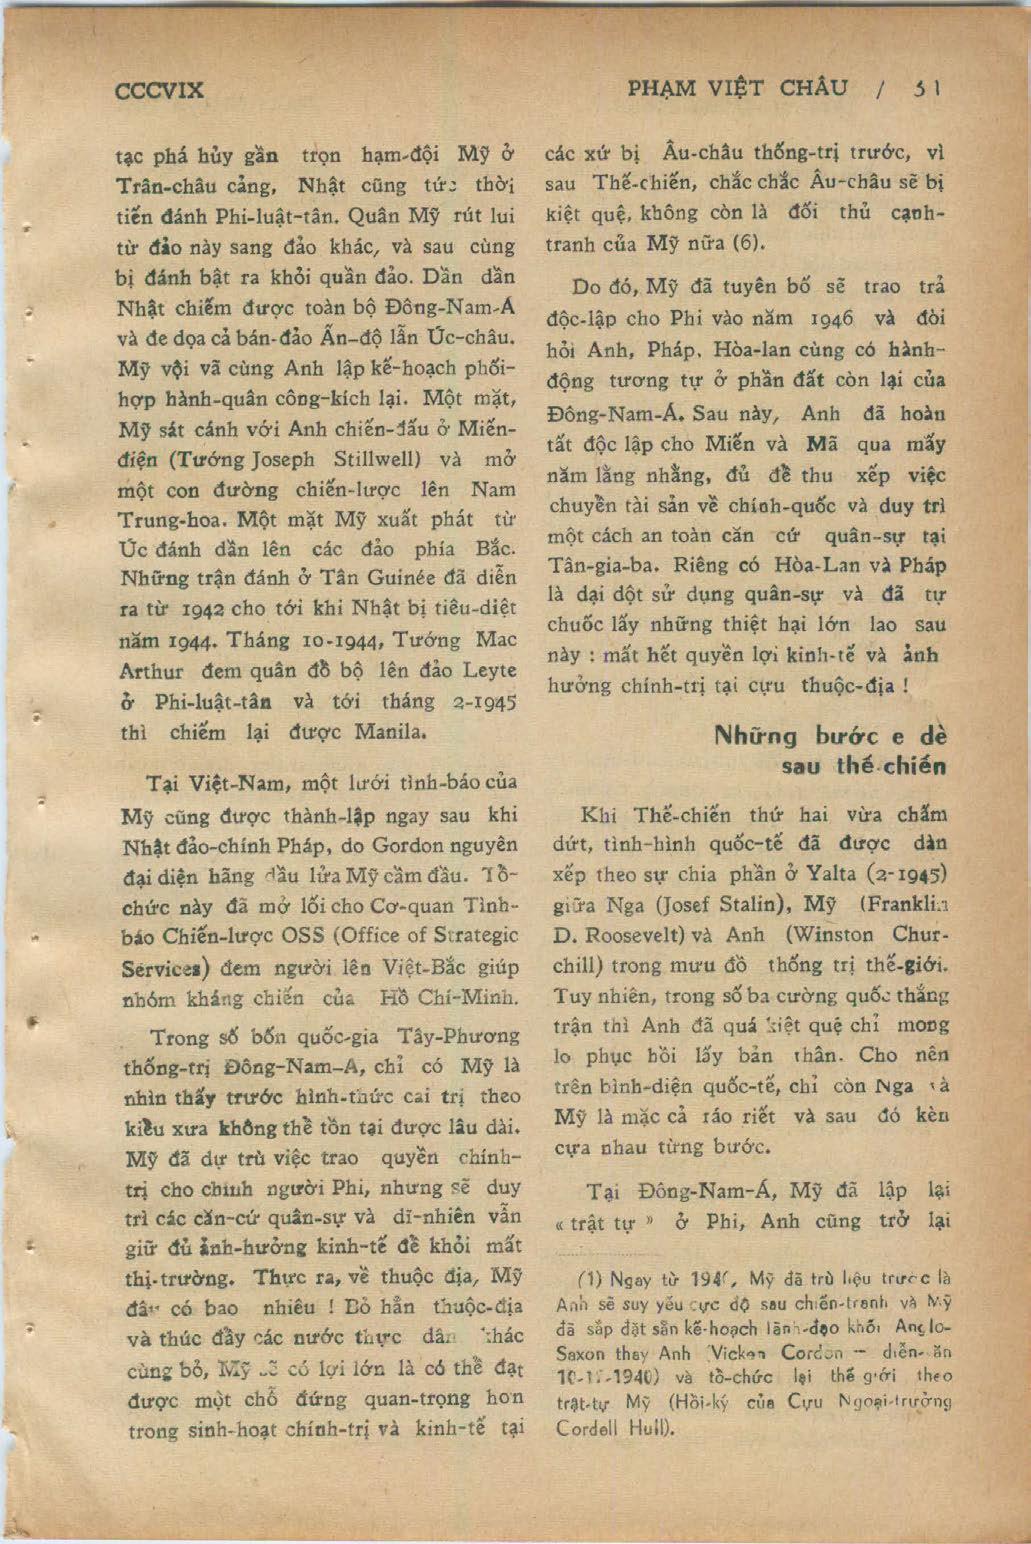 CCCVIX
PHẠM VIỆT CHÂU / 51
tạc phá hủy gần trọn hạm-đội Mỹ ở
Trân-châu cảng, Nhật cũng tức thời
tiến đánh Phi-luật-tân. Quân Mỹ rút lui
từ đảo này sang đảo khác, và sau cùng
bị đánh bật ra khỏi quần đảo. Dần dần
Nhật chiếm được toàn bộ Đông-Nam-Á
và đe dọa cả bán-đảo Ấn-độ lẫn Úc-châu.
Mỹ vội vã cùng Anh lập kế-hoạch phối-
hợp hành-quân công-kích lại. Một mặt,
Mỹ sát cánh với Anh chiến-đấu ở Miến-
điện (Tướng Joseph Stillwell) và mở
một con đường chiến-lược lên Nam
Trung-hoa. Một mặt Mỹ xuất phát từ
Úc đánh dần lên các đảo phía Bắc.
Những trận đánh ở Tân Guinée đã diễn
ra từ 1942 cho tới khi Nhật bị tiêu-diệt
năm 1944. Tháng 10-1944, Tướng Mac
Arthur đem quân đồ bộ lên đảo Leyte
ở Phi-luật-tân và tới tháng 2-1945
thì chiếm lại được Manila.
Tại Việt-Nam, một lưới tình-báo của
Mỹ cũng được thành-lập ngay sau khi
Nhật đảo-chính Pháp, do Gordon nguyên
đại diện hãng dầu lửa Mỹ cầm đầu. Tồ-
chức này đã mở lối cho Cơ-quan Tình-
báo Chiến-lược OSS (Office of Strategic
Services) đem người lên Việt-Bắc giúp
nhóm kháng chiến của Hồ Chí-Minh.
Trong số bốn quốc-gia Tây-Phương
thống-trị Đông-Nam-Á, chỉ có Mỹ là
nhìn thấy trước hình-thức cai trị theo
kiều xưa không thề tồn tại được lâu dài.
Mỹ đã dự trù việc trao quyền chính-
trị cho chính người Phi, nhưng sẽ duy
trì các căn-cứ quân-sự và dĩ-nhiên vẫn
giữ đủ ảnh-hưởng kinh-tế đề khỏi mất
thị-trường. Thực ra, về thuộc địa, Mỹ
đâu có bao nhiêu ! Bỏ hẳn thuộc-địa
và thúc đầy các nước thực dân khác
cùng bỏ, Mỹ sẽ có lợi lớn là có thề đạt
được một chỗ đứng quan-trọng hơn
trong sinh-hoạt chính-trị và kinh-tế tại
các xứ bị Âu-châu thống-trị trước, vì
sau Thế-chiến, chắc chắc Âu-châu sẽ bị
kiệt quệ, không còn là đối thủ cạnh-
tranh của Mỹ nữa (6).
Do đó, Mỹ đã tuyên bố sẽ trao trả
độc-lập cho Phi vào năm 1946 và đòi
hỏi Anh, Pháp, Hòa-lan cùng có hành-
động tương tự ở phần đất còn lại của
Đông-Nam-Á. Sau này, Anh đã hoàn
tất độc lập cho Miến và Mã qua mấy
năm lằng nhằng, đủ đề thu xếp việc
chuyền tài sản về chính-quốc và duy trì
một cách an toàn căn cứ quân-sự tại
Tân-gia-ba. Riêng có Hòa-Lan và Pháp
là dại dột sử dụng quân-sự và đã tự
chuốc lấy những thiệt hại lớn lao sau
này : mất hết quyền lợi kinh-tế và ảnh
hưởng chính-trị tại cựu thuộc-địa !
Những bước e dè
sau thế-chiến
Khi Thế-chiến thứ hai vừa chấm
dứt, tình-hình quốc-tế đã được dàn
xếp theo sự chia phần ở Yalta (2-1945)
giữa Nga (Josef Stalin), Mỹ (Franklin
D. Roosevelt) và Anh (Winston Chur-
chill) trong mưu đồ thống trị thế-giới.
Tuy nhiên, trong số ba cường quốc thắng
trận thì Anh đã quá kiệt quệ chỉ mong
lo phục hồi lấy bản thân. Cho nên
trên bình-diện quốc-tế, chỉ còn Nga và
Mỹ là mặc cả ráo riết và sau đó kèn
cựa nhau từng bước.
Tại Đông-Nam-Á, Mỹ đã lập lại
« trật tự » ở Phi, Anh cũng trở lại
(1) Ngay từ 1940, Mỹ đã trù liệu trước là
Anh sẽ suy yếu cực độ sau chiến-tranh và Mỹ
đã sắp đặt sẵn kế-hoạch lãnh-đạo khối Anglo-
Saxon thay Anh Cordon — diễn-văn
1940) và tồ-chức lại thế giới theo
trật-tự Mỹ (Hồi-ký của Cựu Ngoại-trưởng
Cordell Hull).